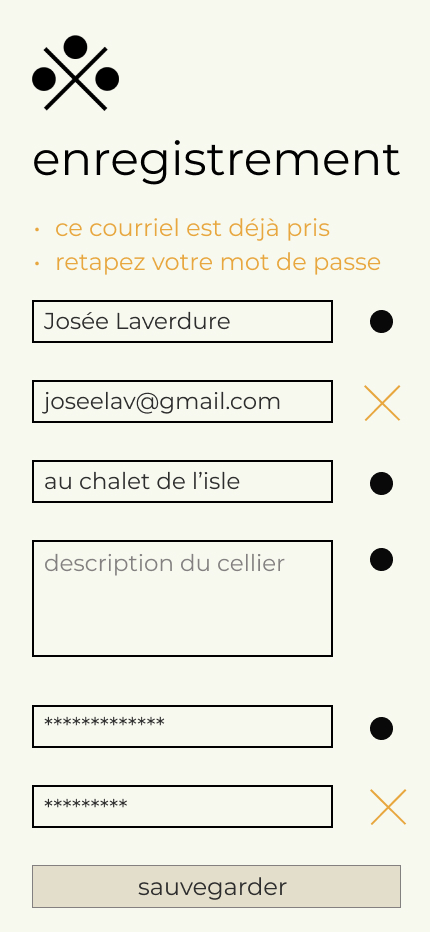 enregistrement
• ce courriel est déjà pris
• retapez votre mot de passe
Josée Laverdure
joseelav@gmail.com
au chalet de l’isle
description du cellier
*************
*********
sauvegarder